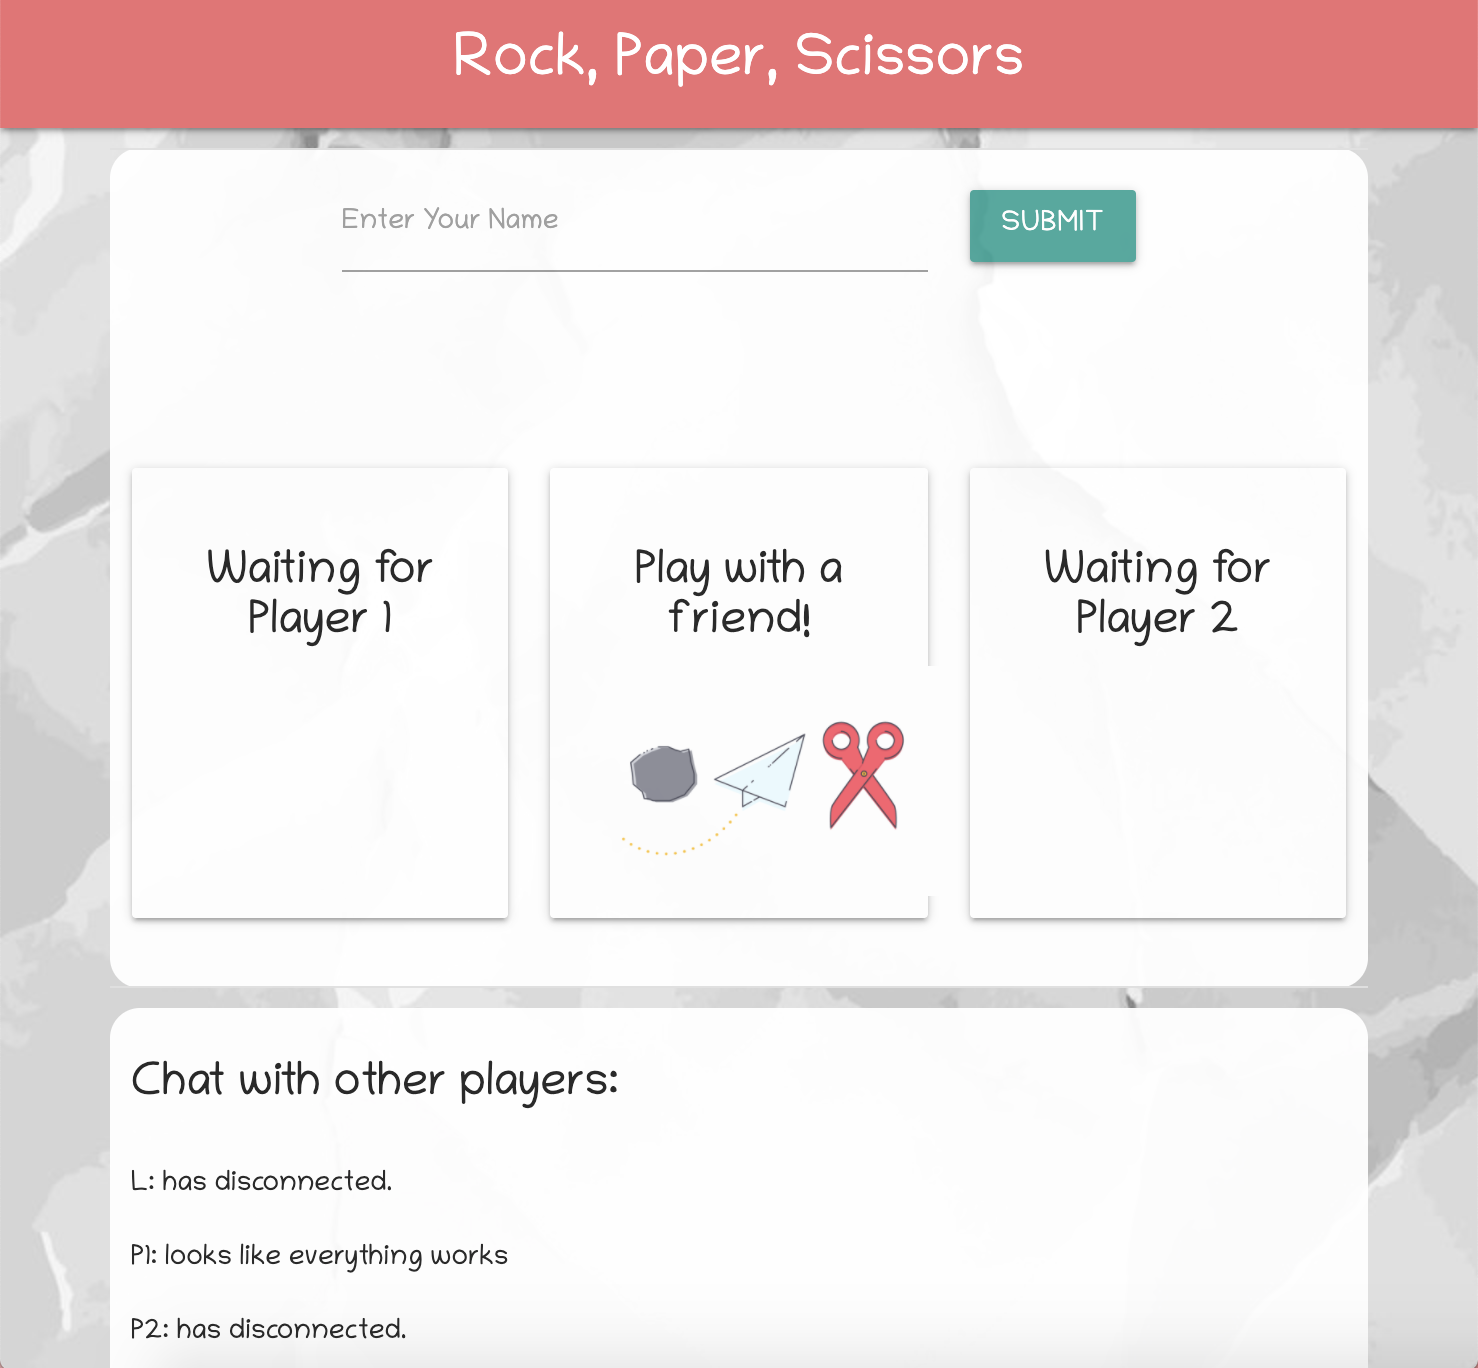 Rock, Paper, Scissors
Enter Your Name
SUBMIT
Waiting for
Player 1
Play with a
friend!
Waiting for
Player 2
Chat with other players:
L: has disconnected.
P1: looks like everything works
P2: has disconnected.